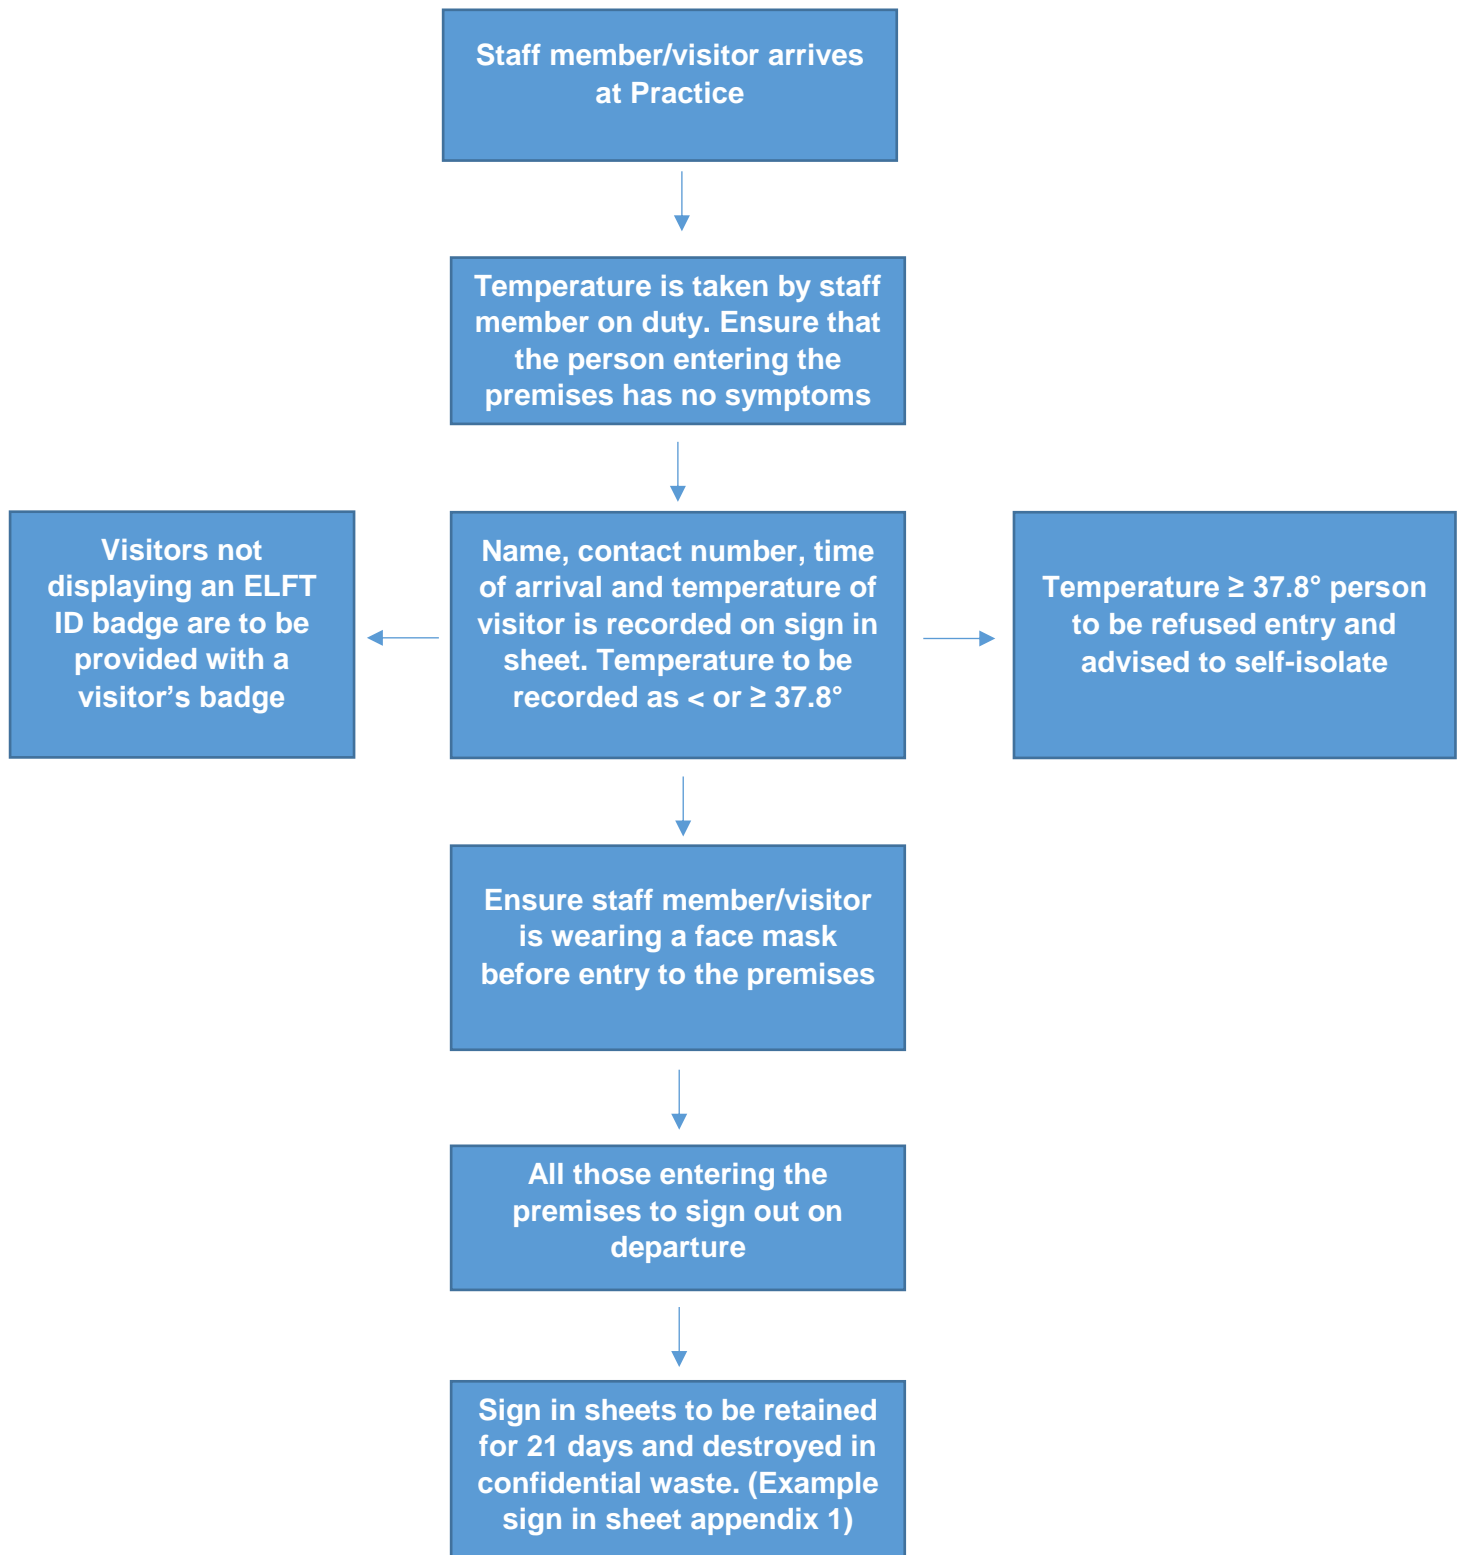 Staff member/visitor arrives
at Practice
Temperature is taken by staff
member on duty. Ensure that
the person entering the
premises has no symptoms
Visitors not
displaying an ELFT
ID badge are to be
provided with a
visitor’s badge
Name, contact number, time
of arrival and temperature of
visitor is recorded on sign in
sheet. Temperature to be
recorded as < or ≥ 37.8°
Temperature ≥ 37.8° person
to be refused entry and
advised to self-isolate
Ensure staff member/visitor
is wearing a face mask
before entry to the premises
All those entering the
premises to sign out on
departure
Sign in sheets to be retained
for 21 days and destroyed in
confidential waste. (Example
sign in sheet appendix 1)